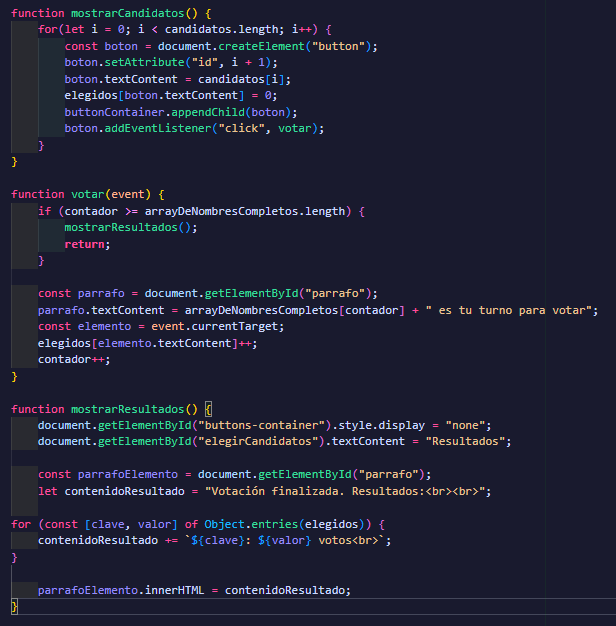 function mostrarCandidatos() {
    for(let i = 0; i < candidatos.length; i++) {
        const boton = document.createElement("button");
        boton.setAttribute("id", i + 1);
        boton.textContent = candidatos[i];
        elegidos[boton.textContent] = 0;
        buttonContainer.appendChild(boton);
        boton.addEventListener("click", votar);
    }
}

function votar(event) {
    if (contador >= arrayDeNombresCompletos.length) {
        mostrarResultados();
        return;
    }

    const parrafo = document.getElementById("parrafo");
    parrafo.textContent = arrayDeNombresCompletos[contador] + " es tu turno para votar";
    const elemento = event.currentTarget;
    elegidos[elemento.textContent]++;
    contador++;
}

function mostrarResultados() {
    document.getElementById("buttons-container").style.display = "none";
    document.getElementById("elegirCandidatos").textContent = "Resultados";

    const parrafoElemento = document.getElementById("parrafo");
    let contenidoResultado = "Votación finalizada. Resultados:<br><br>";

for (const [clave, valor] of Object.entries(elegidos)) {
    contenidoResultado += `${clave}: ${valor} votos<br>`;
}

    parrafoElemento.innerHTML = contenidoResultado;
}